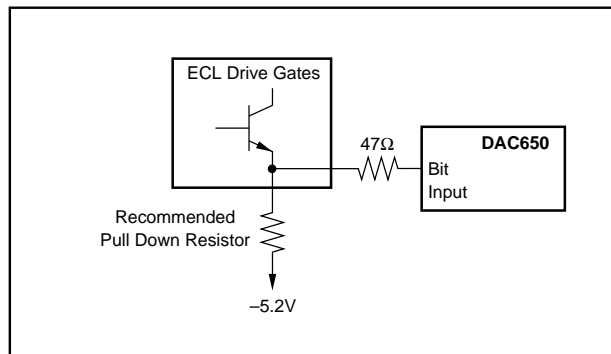 ECL Drive Gates
47Ω
DAC650
Bit
Input
Recommended
Pull Down Resistor
–5.2V